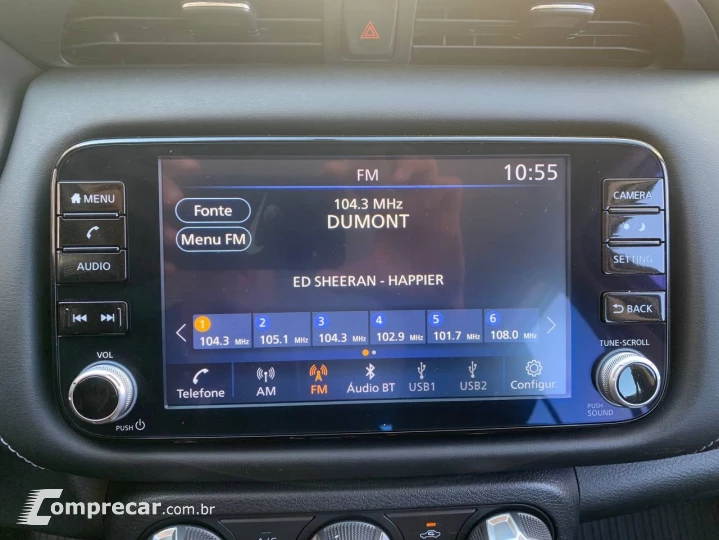 FM 10:55
104.3 MHz
DUMONT
Fonte
Menu FM
ED SHEERAN - HAPPIER
1 2 3 4 5 6
104.3 MHz 105.1 MHz 104.3 MHz 102.9 MHz 101.7 MHz 108.0 MHz
Telefone AM FM Áudio BT USB1 USB2 Configur
MENU
AUDIO
VOL
PUSH
CAMERA
SETTING
BACK
TUNE-SCROLL
PUSH
SOUND
A/C
Comprecar.com.br